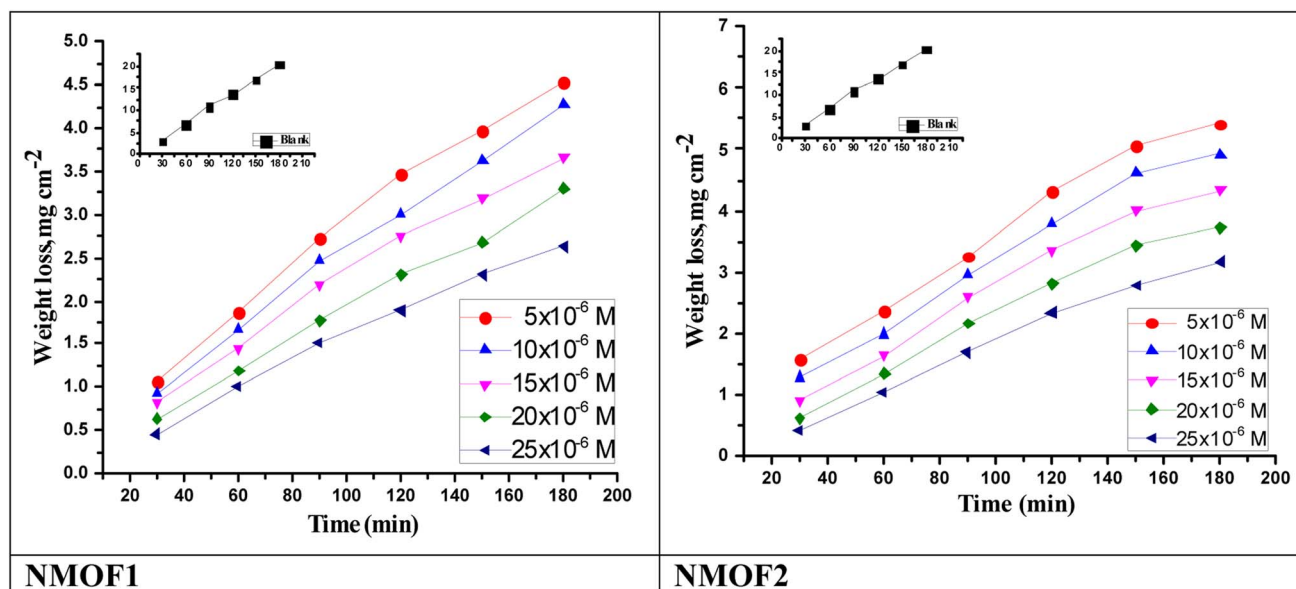 5.0
4.5
4.0
3.5
3.0
2.5
2.0
1.5
1.0
0.5
0.0
Weight loss,mg cm-2
20
15
10
5
0
0 30 60 90 120 150 180 210
Blank
5x10-6 M
10x10-6 M
15x10-6 M
20x10-6 M
25x10-6 M
20 40 60 80 100 120 140 160 180 200
Time (min)
NMOF1
7
6
5
4
3
2
1
0
Weight loss,mg cm-2
20
15
10
5
0
0 30 60 90 120 150 180 210
Blank
5x10-6 M
10x10-6 M
15x10-6 M
20x10-6 M
25x10-6 M
20 40 60 80 100 120 140 160 180 200
Time (min)
NMOF2